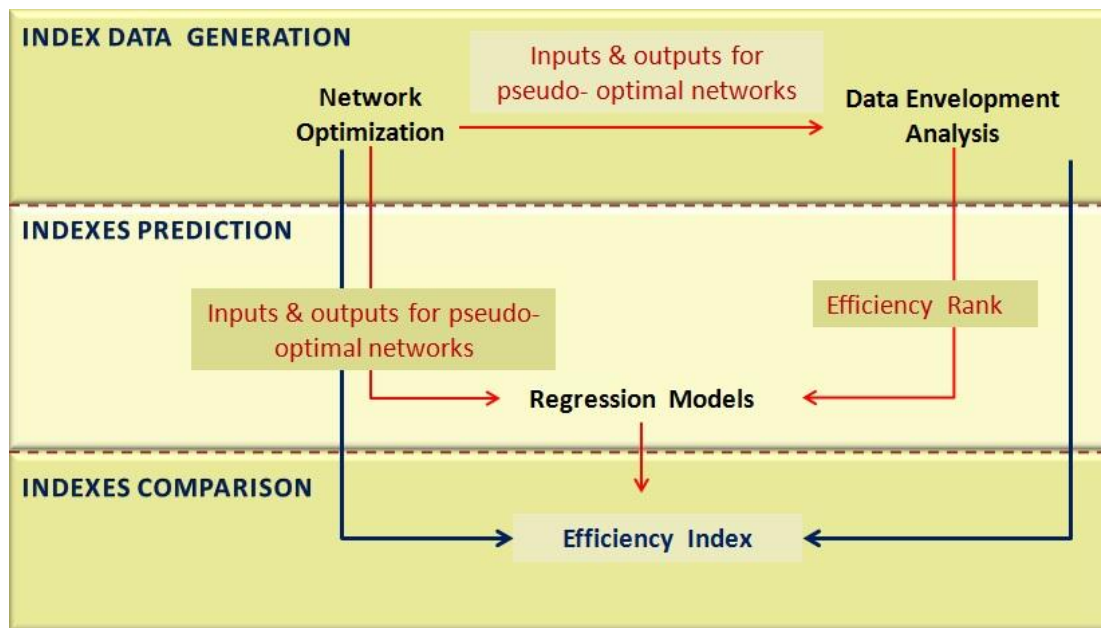 INDEX DATA GENERATION
Inputs & outputs for
pseudo- optimal networks
Network
Optimization
Data Envelopment
Analysis
INDEXES PREDICTION
Inputs & outputs for pseudo-
optimal networks
Efficiency Rank
Regression Models
INDEXES COMPARISON
Efficiency Index